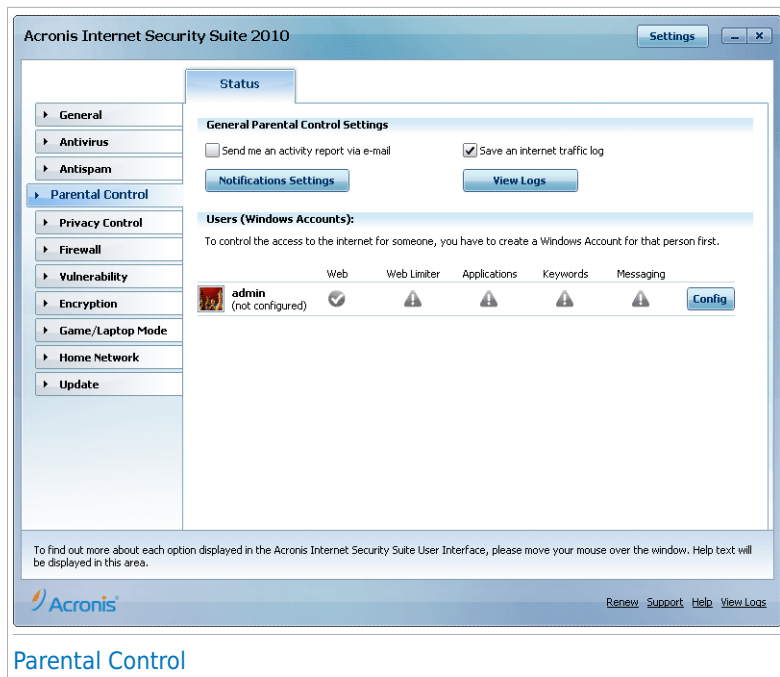 Acronis Internet Security Suite 2010
Settings
Status
General
Antivirus
Antispam
Parental Control
Privacy Control
Firewall
Vulnerability
Encryption
Game/Laptop Mode
Home Network
Update
General Parental Control Settings
Send me an activity report via e-mail
Save an internet traffic log
Notifications Settings
View Logs
Users (Windows Accounts):
To control the access to the internet for someone, you have to create a Windows Account for that person first.
Web Web Limiter Applications Keywords Messaging
admin
(not configured)
Config
To find out more about each option displayed in the Acronis Internet Security Suite User Interface, please move your mouse over the window. Help text will
be displayed in this area.
Acronis
Renew Support Help View Logs
Parental Control